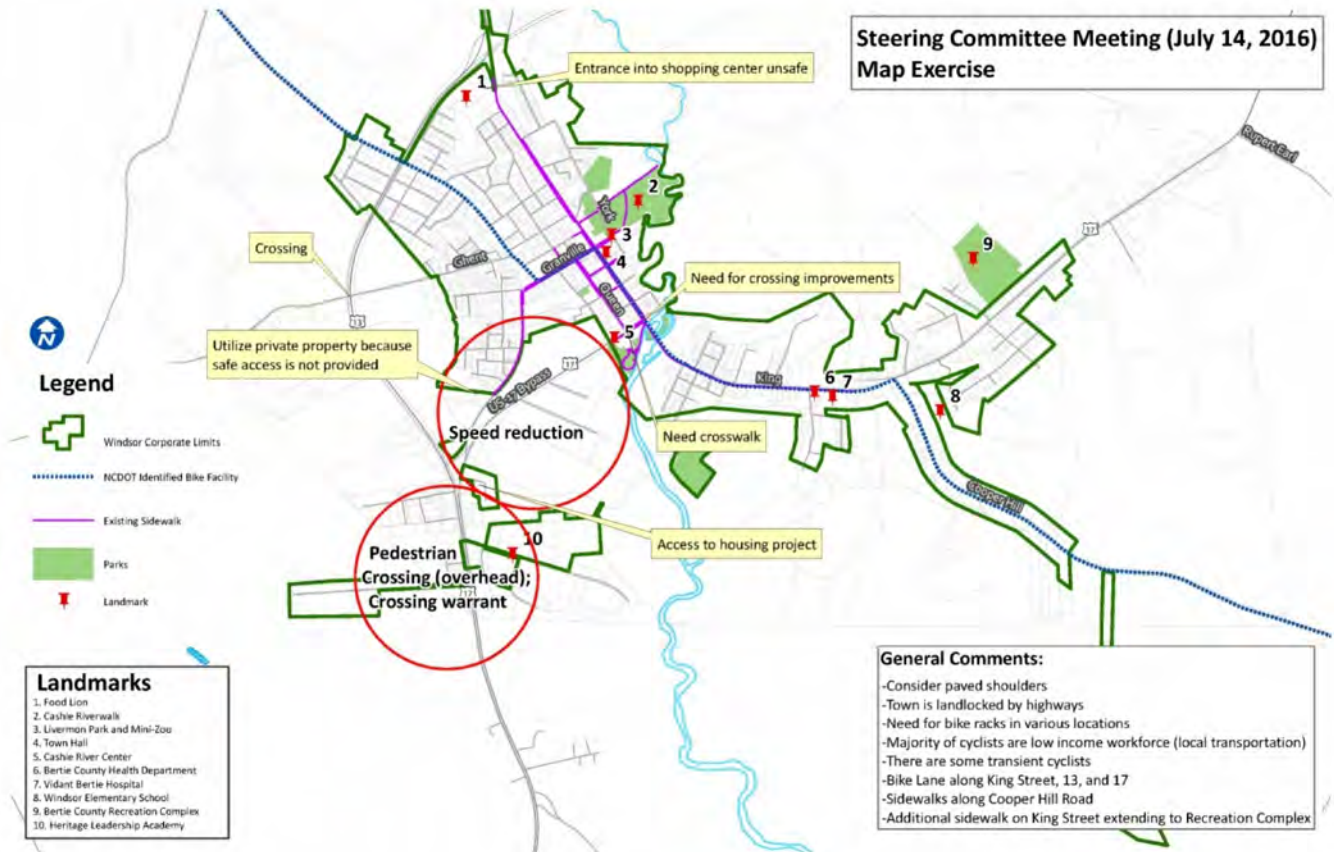 Steering Committee Meeting (July 14, 2016)
Map Exercise
Entrance into shopping center unsafe
1
Rupert Earl
2
York
17
3
9
Crossing
Ghent
Granville
4
Need for crossing improvements
Queen
13
5
Utilize private property because
safe access is not provided
17
US-17 Bypass
King
6
7
8
Speed reduction
Need crosswalk
Cooper Hill
Access to housing project
10
Pedestrian
Crossing (overhead);
17
Crossing warrant
N
Legend
Windsor Corporate Limits
NCDOT Identified Bike Facility
Existing Sidewalk
Parks
Landmark
Landmarks
1. Food Lion
2. Cashie Riverwalk
3. Livermon Park and Mini-Zoo
4. Town Hall
5. Cashie River Center
6. Bertie County Health Department
7. Vidant Bertie Hospital
8. Windsor Elementary School
9. Bertie County Recreation Complex
10. Heritage Leadership Academy
General Comments:
-Consider paved shoulders
-Town is landlocked by highways
-Need for bike racks in various locations
-Majority of cyclists are low income workforce (local transportation)
-There are some transient cyclists
-Bike Lane along King Street, 13, and 17
-Sidewalks along Cooper Hill Road
-Additional sidewalk on King Street extending to Recreation Complex